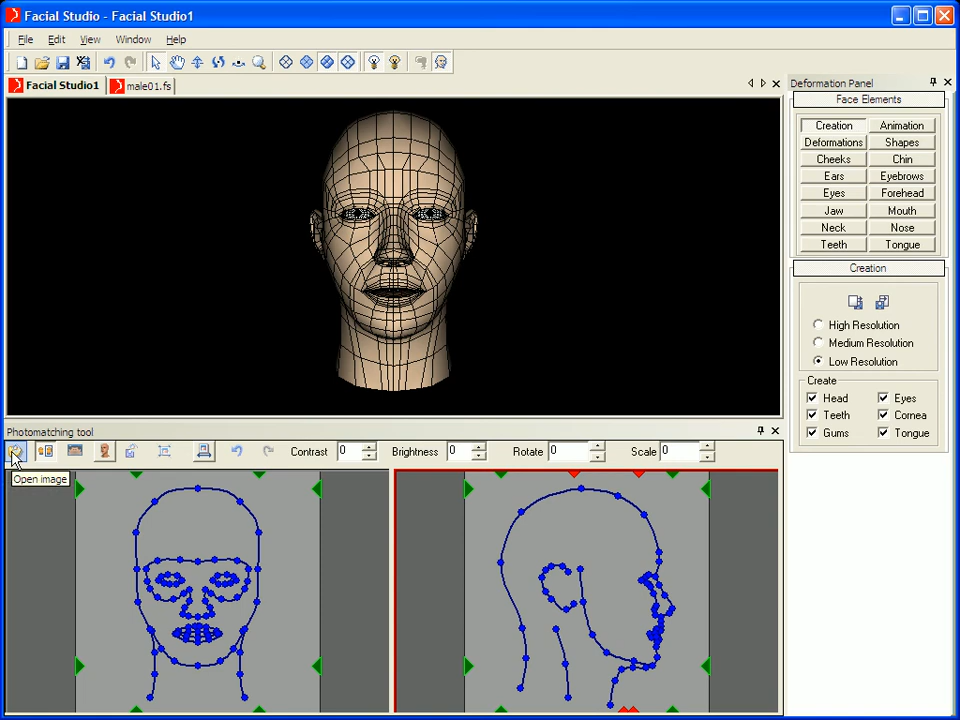 Facial Studio - Facial Studio1
File Edit View Window Help
Facial Studio1 male01.fs
Deformation Panel
Face Elements
Creation Animation
Deformations Shapes
Cheeks Chin
Ears Eyebrows
Eyes Forehead
Jaw Mouth
Neck Nose
Teeth Tongue
Creation
High Resolution
Medium Resolution
Low Resolution
Create
Head Eyes
Teeth Cornea
Gums Tongue
Photomatching tool
Contrast 0 Brightness 0 Rotate 0 Scale 0
Open image